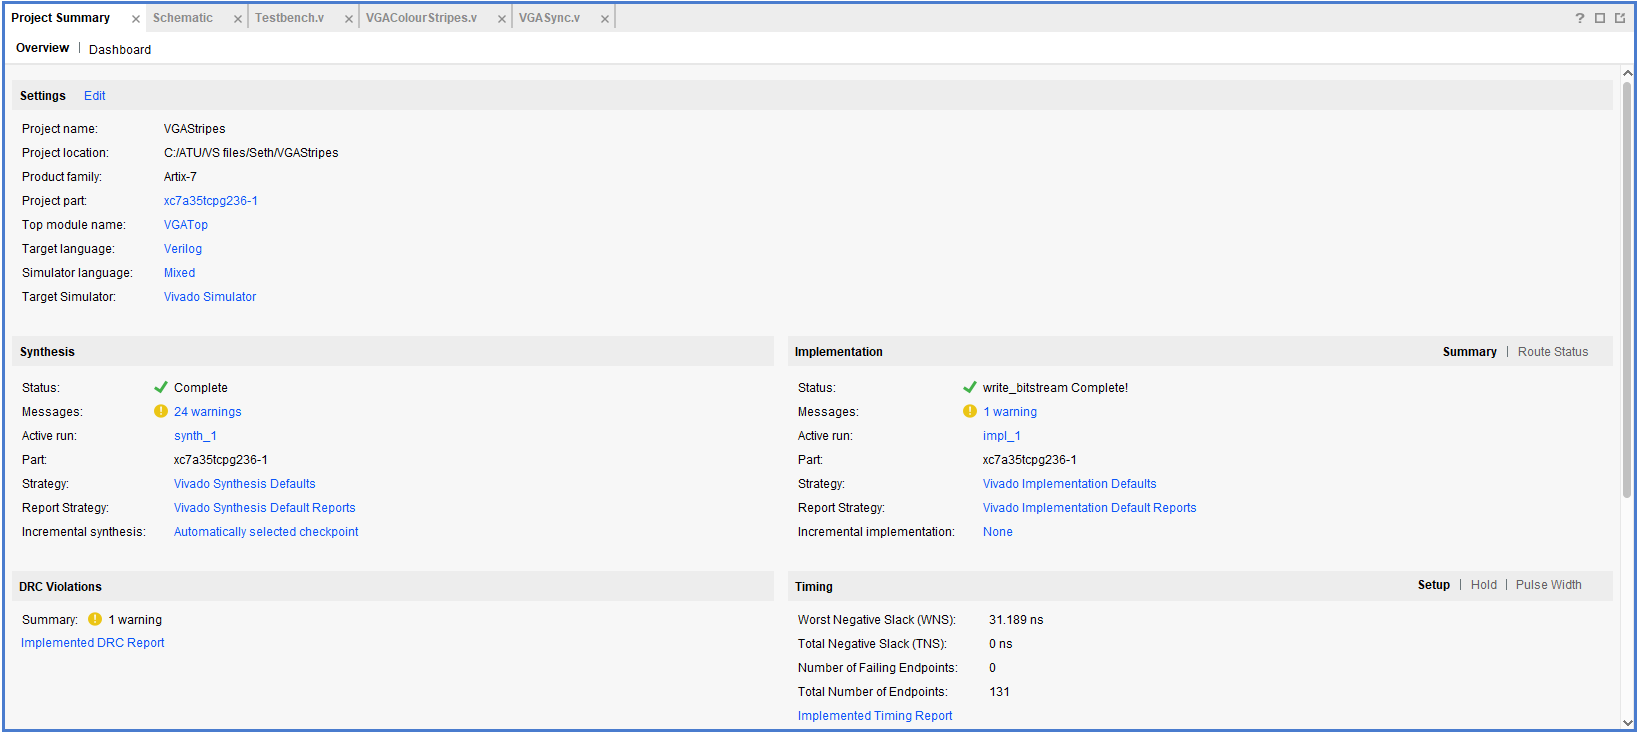 Project Summary × Schematic × Testbench.v × VGAColourStripes.v × VGASync.v × ?
Overview | Dashboard
Settings Edit
Project name: VGAStripes
Project location: C:/ATU/VS files/Seth/VGAStripes
Product family: Artix-7
Project part: xc7a35tcpg236-1
Top module name: VGATop
Target language: Verilog
Simulator language: Mixed
Target Simulator: Vivado Simulator
Synthesis
Status: Complete
Messages: 24 warnings
Active run: synth_1
Part: xc7a35tcpg236-1
Strategy: Vivado Synthesis Defaults
Report Strategy: Vivado Synthesis Default Reports
Incremental synthesis: Automatically selected checkpoint
Implementation Summary | Route Status
Status: write_bitstream Complete!
Messages: 1 warning
Active run: impl_1
Part: xc7a35tcpg236-1
Strategy: Vivado Implementation Defaults
Report Strategy: Vivado Implementation Default Reports
Incremental implementation: None
DRC Violations
Summary: 1 warning
Implemented DRC Report
Timing Setup | Hold | Pulse Width
Worst Negative Slack (WNS): 31.189 ns
Total Negative Slack (TNS): 0 ns
Number of Failing Endpoints: 0
Total Number of Endpoints: 131
Implemented Timing Report